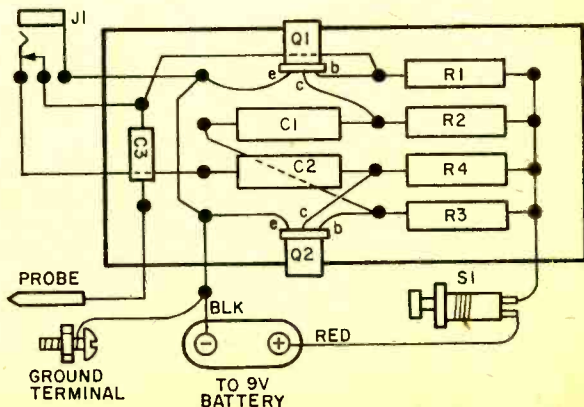 J1
Q1
e
b
c
R1
C1
R2
C3
C2
R4
c
R3
e
b
Q2
PROBE
S1
BLK
RED
GROUND
TERMINAL
− +
TO 9V
BATTERY